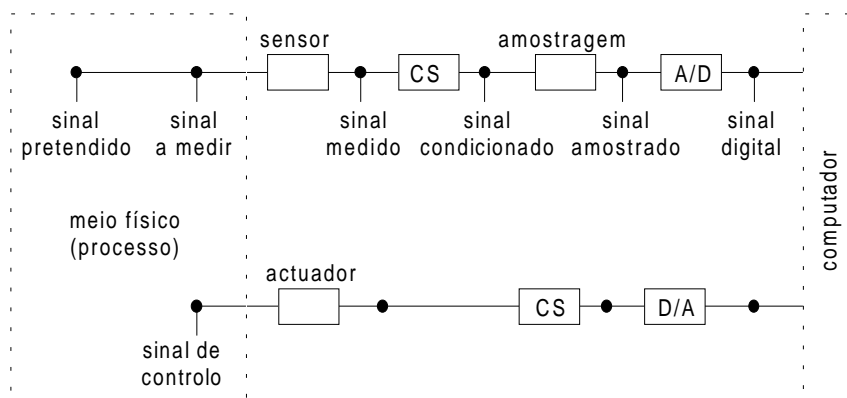 sensor
amostragem
CS
A/D
sinal pretendido
sinal a medir
sinal medido
sinal condicionado
sinal amostrado
sinal digital
computador
meio físico
(processo)
actuador
CS
D/A
sinal de
controlo